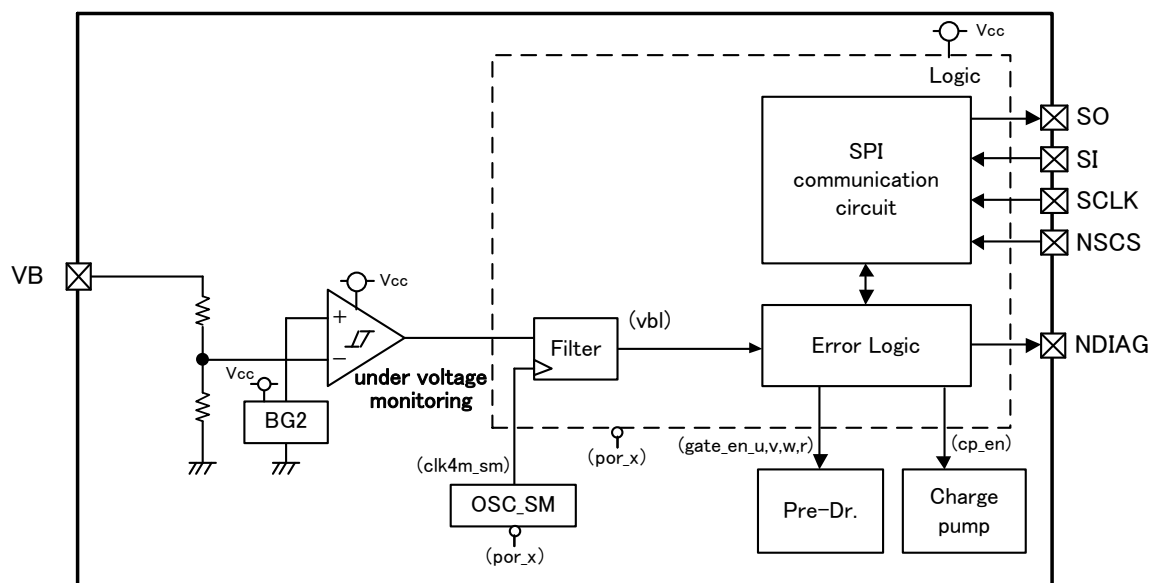 Vcc
Logic
SO
SPI
communication
circuit
SI
SCLK
NSCS
VB
Vcc
+
−
under voltage
monitoring
Vcc
BG2
Filter
(vbl)
Error Logic
NDIAG
(clk4m_sm)
OSC_SM
(por_x)
(por_x)
(gate_en_u,v,w,r)
(cp_en)
Pre-Dr.
Charge
pump